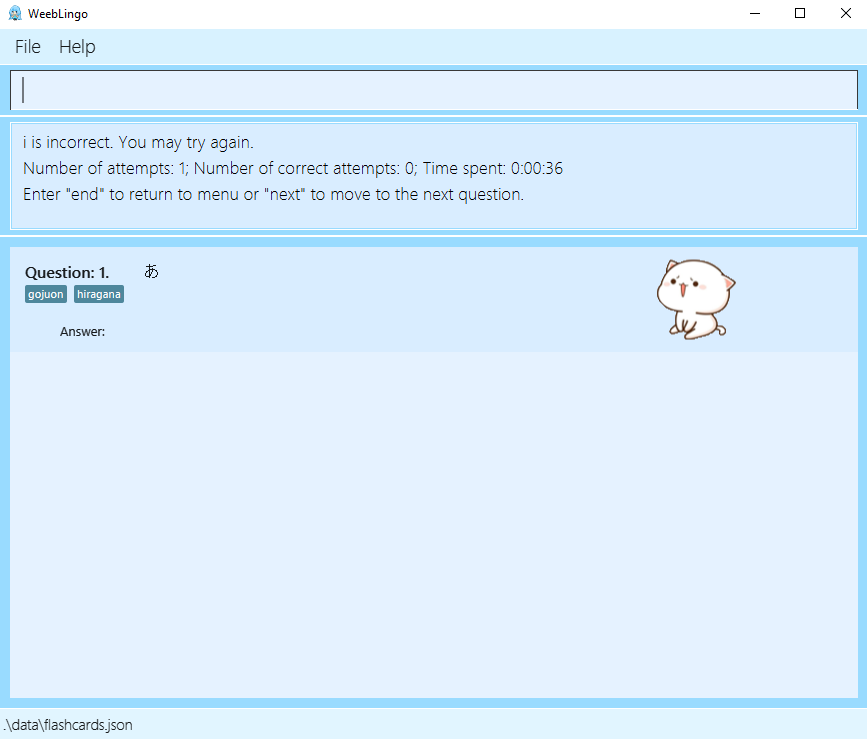 WeebLingo
File Help
i is incorrect. You may try again.
Number of attempts: 1; Number of correct attempts: 0; Time spent: 0:00:36
Enter "end" to return to menu or "next" to move to the next question.
Question: 1. あ
gojuon hiragana
Answer:
.\data\flashcards.json